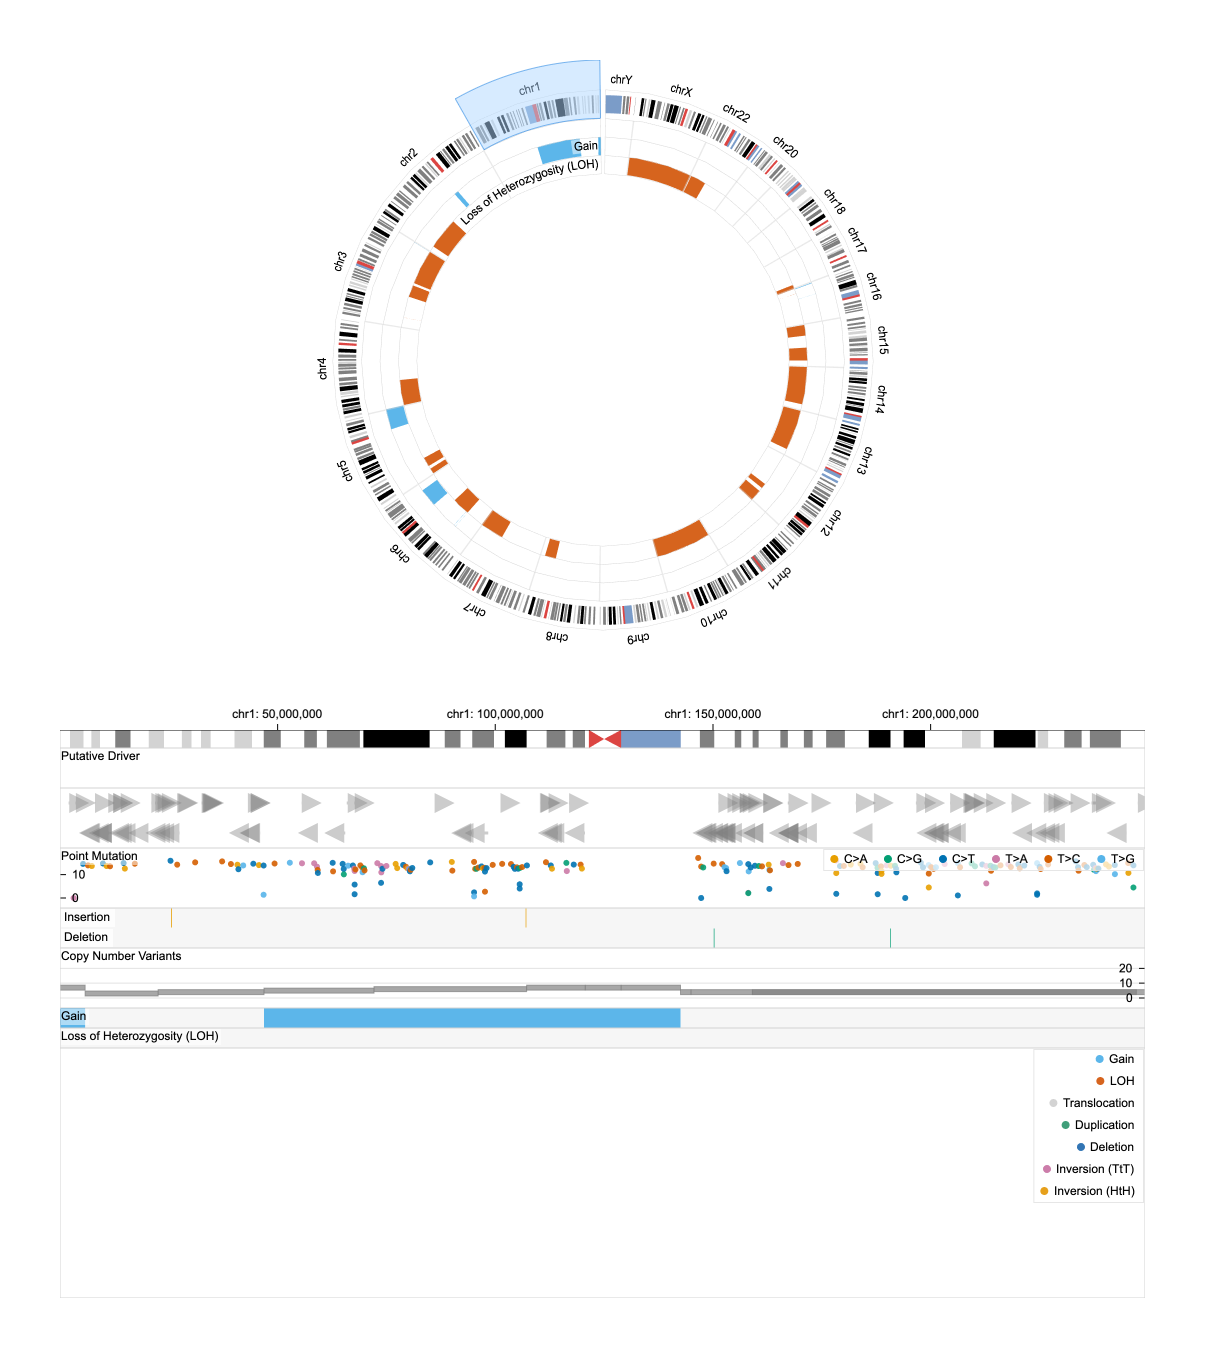 chr1
chrY
chrX
chr22
chr20
chr18
chr17
chr16
chr15
chr14
chr13
chr12
chr11
chr10
chr9
chr8
chr7
chr6
chr5
chr4
chr3
chr2
Gain
Loss of Heterozygosity (LOH)
chr1: 50,000,000 chr1: 100,000,000 chr1: 150,000,000 chr1: 200,000,000
Putative Driver
Point Mutation
C>A C>G C>T T>A T>C T>G
10
0
Insertion
Deletion
Copy Number Variants
20
10
0
Gain
Loss of Heterozygosity (LOH)
Gain
LOH
Translocation
Duplication
Deletion
Inversion (TtT)
Inversion (HtH)